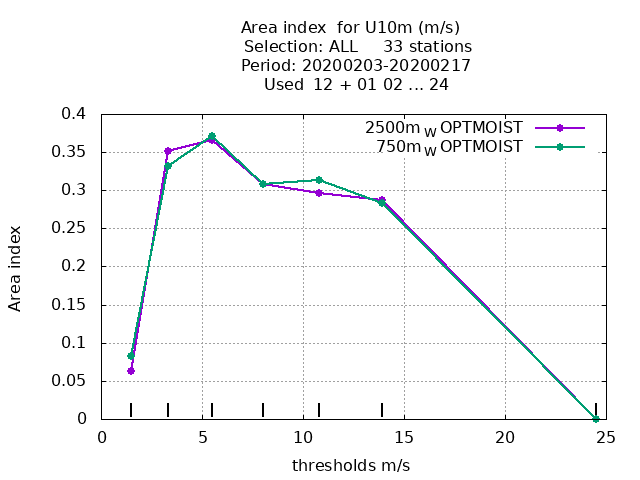 Area index  for U10m (m/s)
Selection: ALL     33 stations
Period: 20200203-20200217
Used  12 + 01 02 ... 24
2500m W OPTMOIST
750m W OPTMOIST
0.4
0.35
0.3
0.25
0.2
0.15
0.1
0.05
0
Area index
0 5 10 15 20 25
thresholds m/s